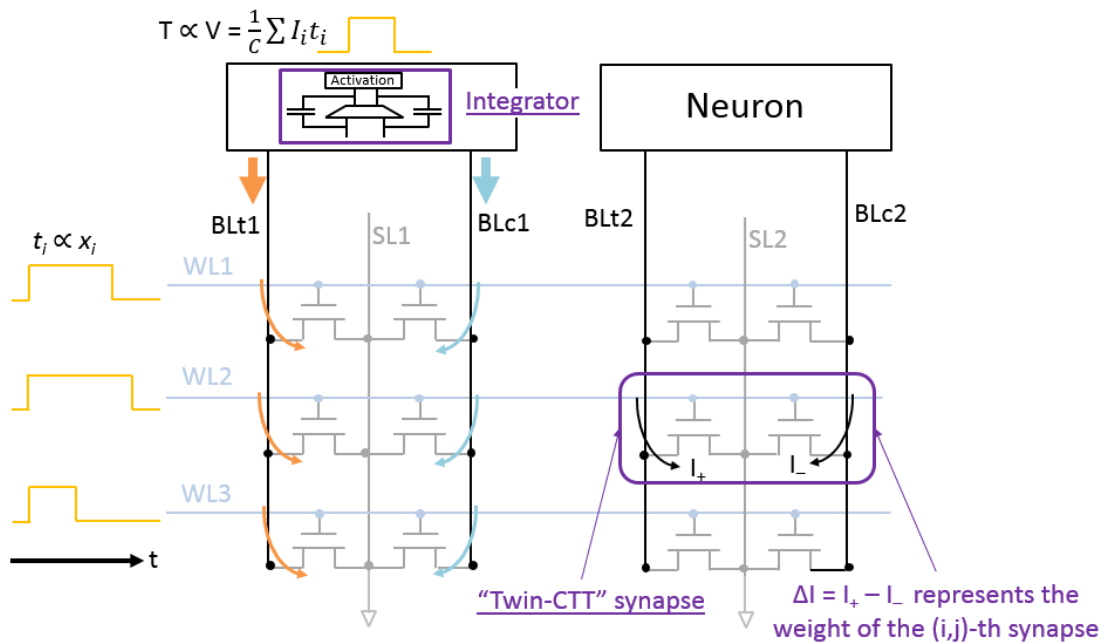 T ∝ V = 1/C ∑ Iᵢtᵢ
Activation
Integrator
Neuron
BLt1
BLc1
BLt2
BLc2
SL1
SL2
tᵢ ∝ xᵢ
WL1
WL2
I₊
I₋
WL3
t
“Twin-CTT” synapse
ΔI = I₊ – I₋ represents the
weight of the (i,j)-th synapse